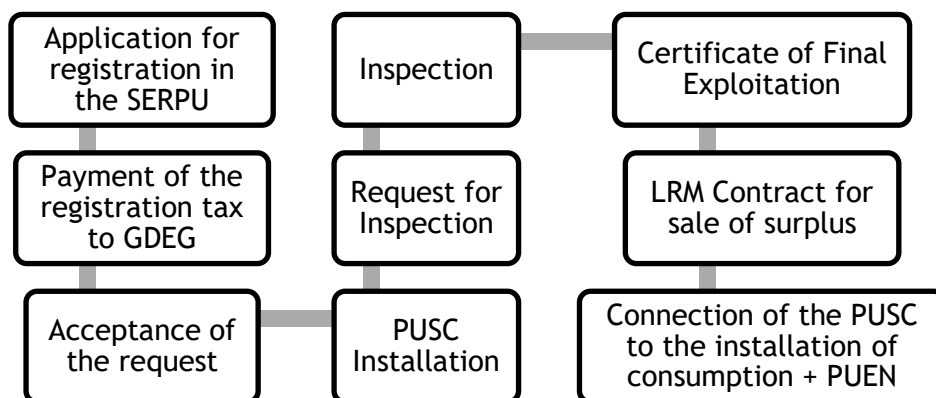 Application for
registration in
the SERPU
Payment of the
registration tax
to GDEG
Acceptance of
the request
PUSC
Installation
Request for
Inspection
Inspection
Certificate of Final
Exploitation
LRM Contract for
sale of surplus
Connection of the PUSC
to the installation of
consumption + PUEN